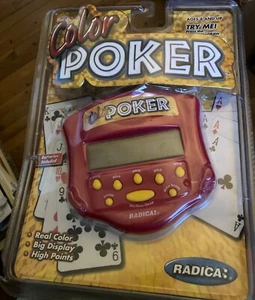 Color
POKER
AGES 8 AND UP
TRY ME!
POKER
RADICA:
Real Color
Big Display
High Points
RADICA: